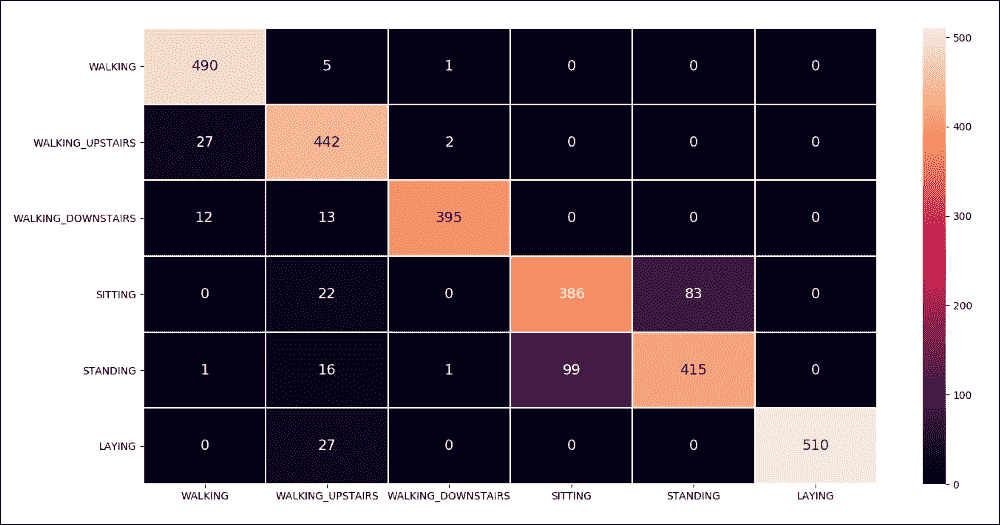 WALKING 490 5 1 0 0 0
WALKING_UPSTAIRS 27 442 2 0 0 0
WALKING_DOWNSTAIRS 12 13 395 0 0 0
SITTING 0 22 0 386 83 0
STANDING 1 16 1 99 415 0
LAYING 0 27 0 0 0 510
WALKING WALKING_UPSTAIRS WALKING_DOWNSTAIRS SITTING STANDING LAYING
500
400
300
200
100
0